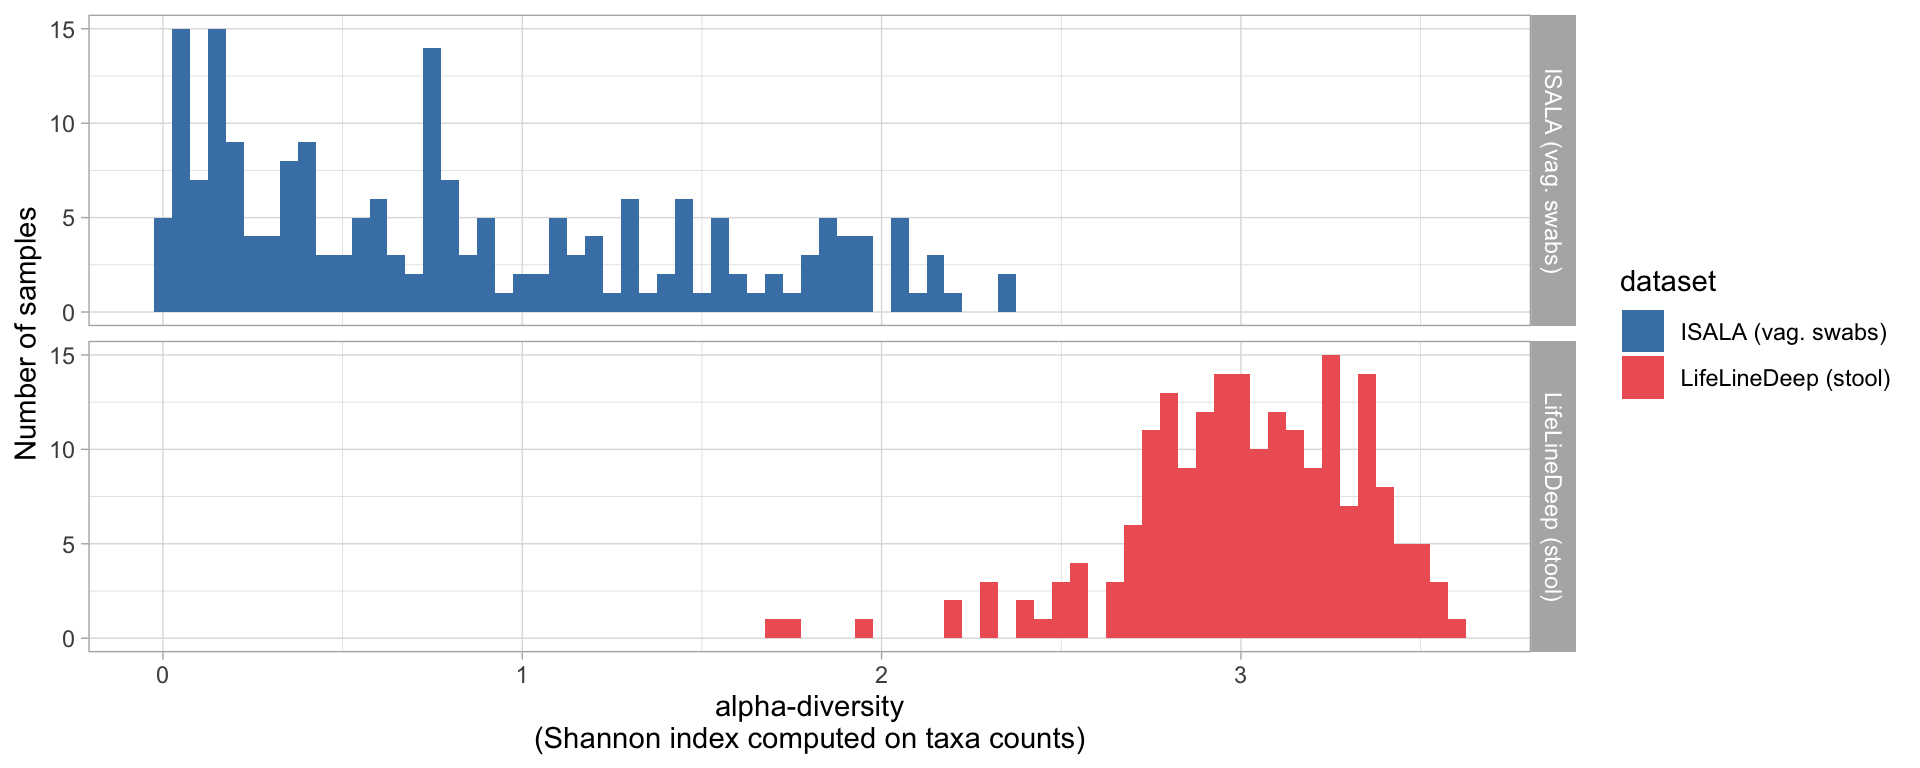 15
10
5
0
ISALA (vag. swabs)
15
10
5
0
LifeLineDeep (stool)
Number of samples
0 1 2 3
alpha-diversity
(Shannon index computed on taxa counts)
dataset
ISALA (vag. swabs)
LifeLineDeep (stool)